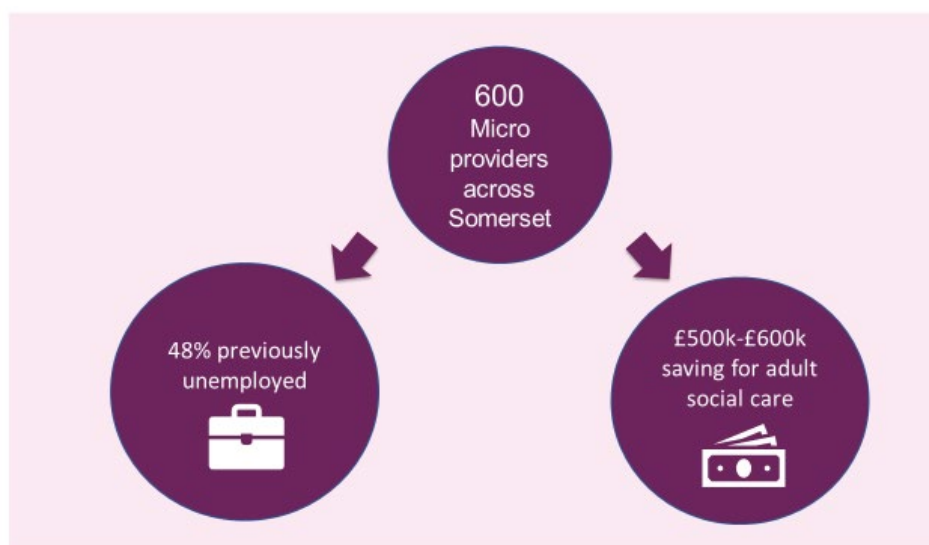 600
Micro
providers
across
Somerset
48% previously
unemployed
£500k-£600k
saving for adult
social care